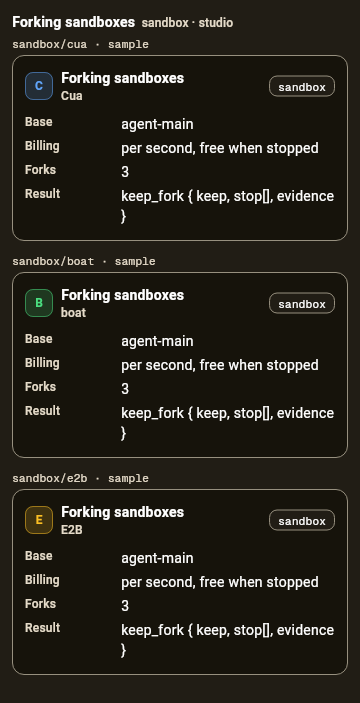 Forking sandboxes sandbox · studio
sandbox/cua · sample
C Forking sandboxes sandbox
Cua
Base agent-main
Billing per second, free when stopped
Forks 3
Result keep_fork { keep, stop[], evidence
}
sandbox/boat · sample
B Forking sandboxes sandbox
boat
Base agent-main
Billing per second, free when stopped
Forks 3
Result keep_fork { keep, stop[], evidence
}
sandbox/e2b · sample
E Forking sandboxes sandbox
E2B
Base agent-main
Billing per second, free when stopped
Forks 3
Result keep_fork { keep, stop[], evidence
}